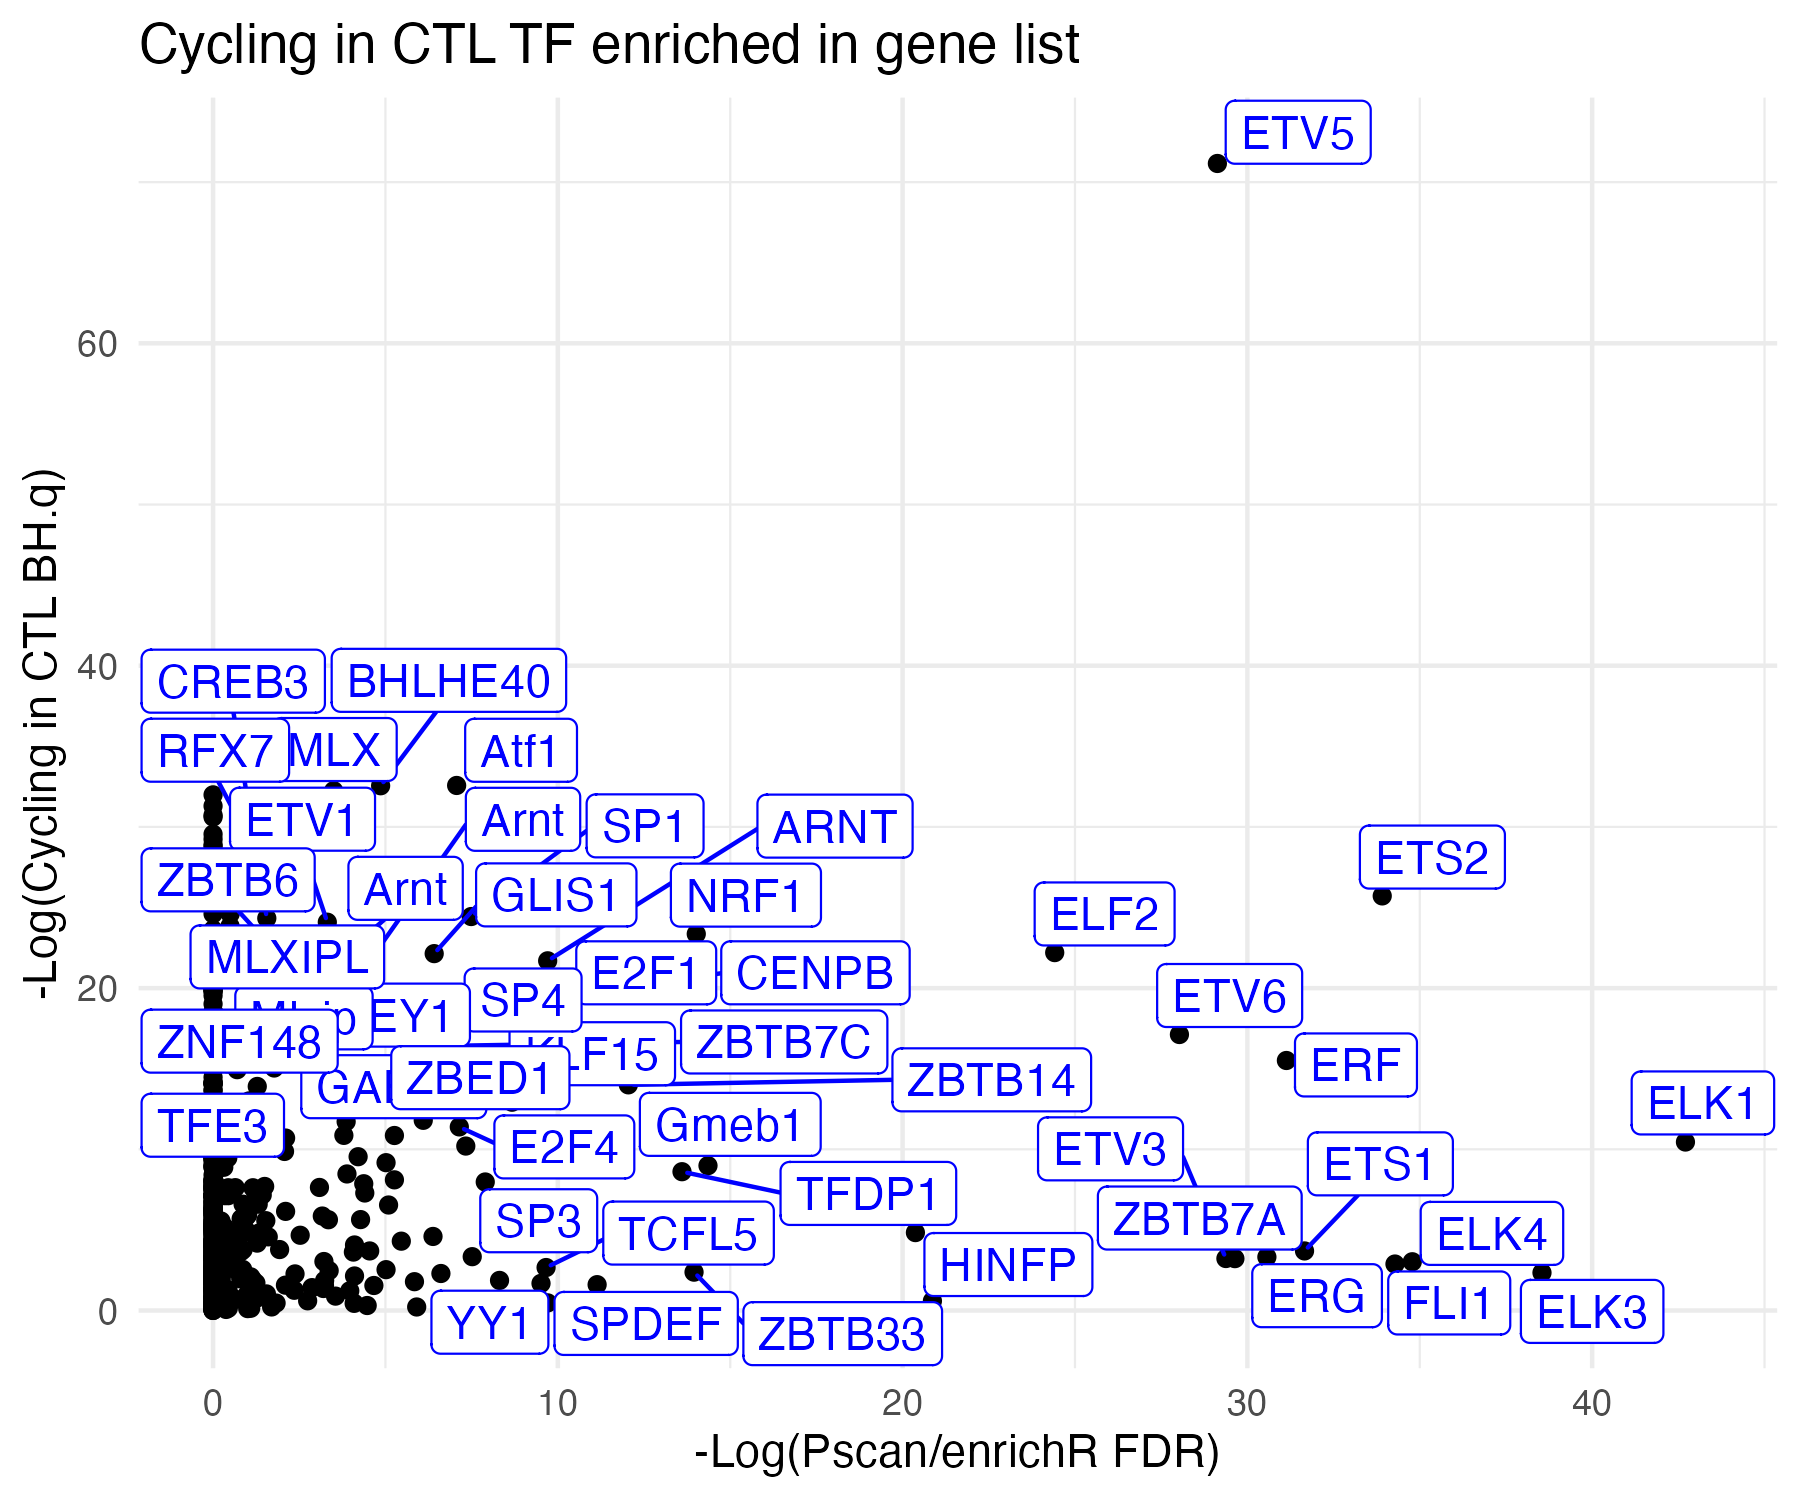 Cycling in CTL TF enriched in gene list
-Log(Cycling in CTL BH.q)
60
40
20
0
ETV5
CREB3
BHLHE40
RFX7
MLX
Atf1
ETV1
Arnt
SP1
ARNT
ETS2
ZBTB6
Arnt
GLIS1
NRF1
ELF2
MLXIPL
E2F1
CENPB
SP4
ETV6
EY1
ZNF148
LF15
ZBTB7C
ERF
ZBED1
ZBTB14
ELK1
TFE3
Gmeb1
E2F4
ETV3
ETS1
TFDP1
SP3
TCFL5
ZBTB7A
ELK4
HINFP
ERG
FLI1
ELK3
YY1
SPDEF
ZBTB33
0
10
20
30
40
-Log(Pscan/enrichR FDR)